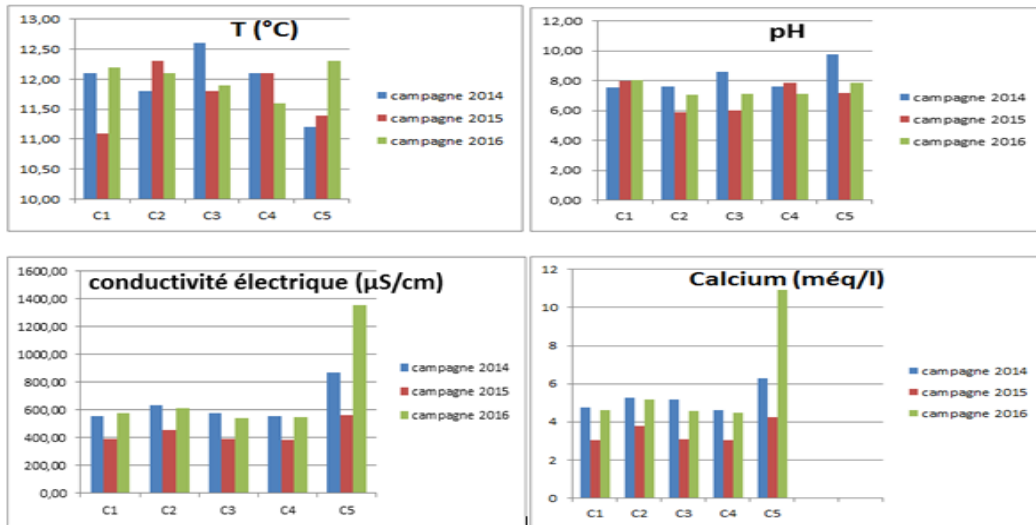 T (°C)
13,00
12,50
12,00
11,50
11,00
10,50
10,00
C1 C2 C3 C4 C5
campagne 2014
campagne 2015
campagne 2016
pH
12,00
10,00
8,00
6,00
4,00
2,00
0,00
C1 C2 C3 C4 C5
campagne 2014
campagne 2015
campagne 2016
conductivité électrique (µS/cm)
1600,00
1400,00
1200,00
1000,00
800,00
600,00
400,00
200,00
0,00
C1 C2 C3 C4 C5
campagne 2014
campagne 2015
campagne 2016
Calcium (méq/l)
12
10
8
6
4
2
0
C1 C2 C3 C4 C5
campagne 2014
campagne 2015
campagne 2016